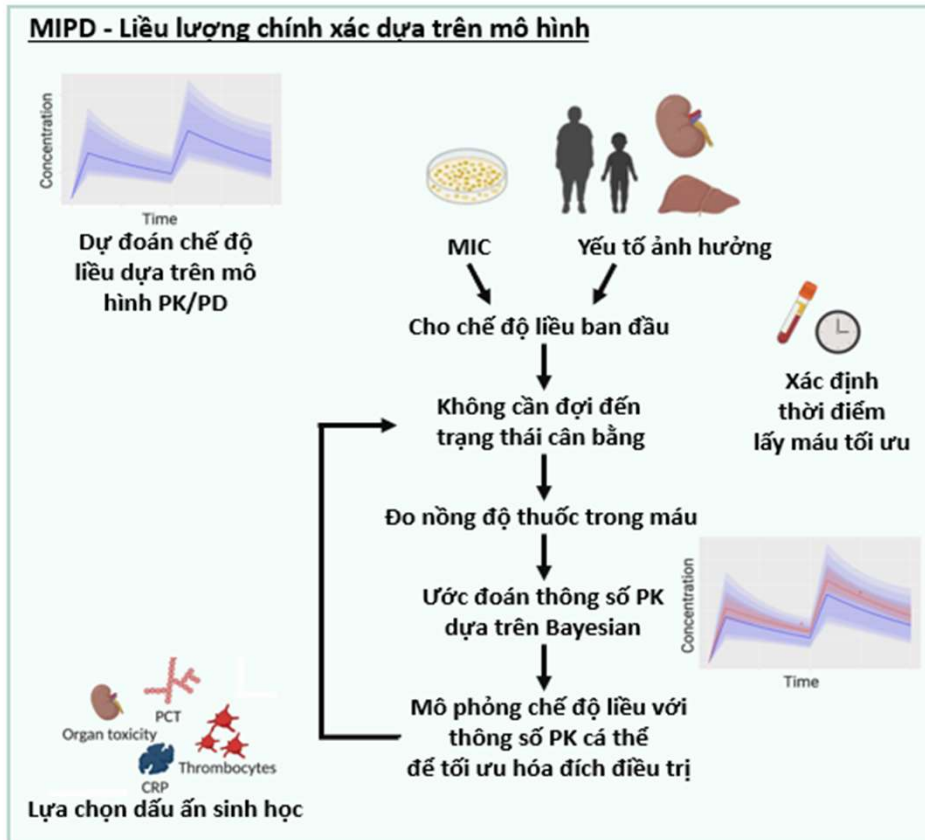 MIPD - Liều lượng chính xác dựa trên mô hình
Concentration
Time
Dự đoán chế độ
liều dựa trên mô
hình PK/PD
MIC
Yếu tố ảnh hưởng
Cho chế độ liều ban đầu
Xác định
thời điểm
lấy máu tối ưu
Không cần đợi đến
trạng thái cân bằng
Đo nồng độ thuốc trong máu
Ước đoán thông số PK
dựa trên Bayesian
Concentration
Time
Mô phỏng chế độ liều với
thông số PK cá thể
để tối ưu hóa đích điều trị
PCT
Organ toxicity
Thrombocytes
CRP
Lựa chọn dấu ấn sinh học